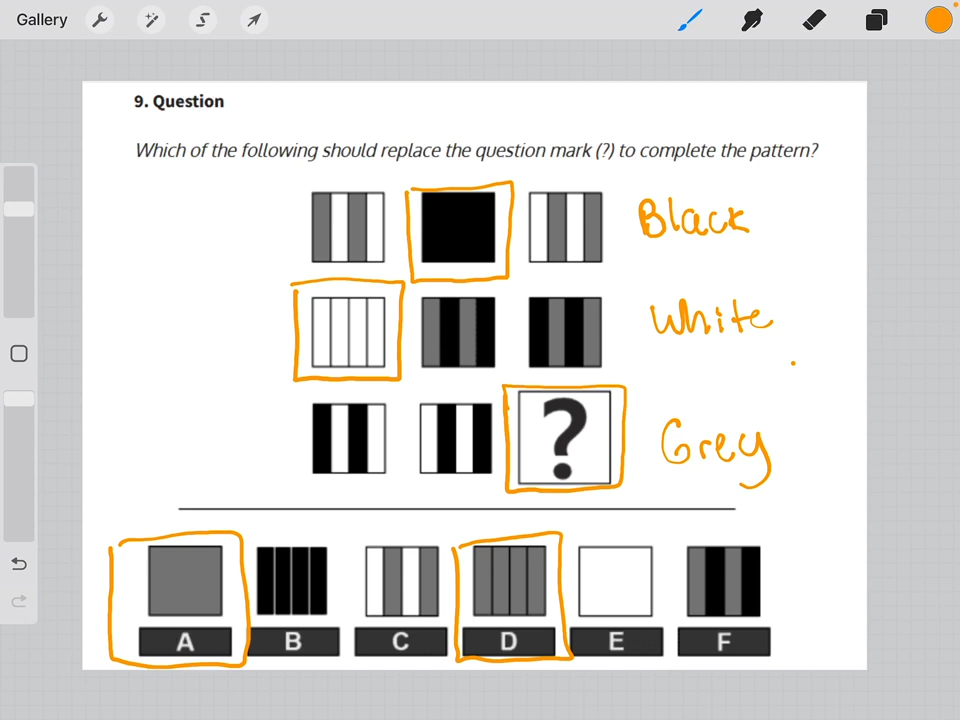 Gallery
9. Question
Which of the following should replace the question mark (?) to complete the pattern?
Black
White
?
Grey
A B C D E F